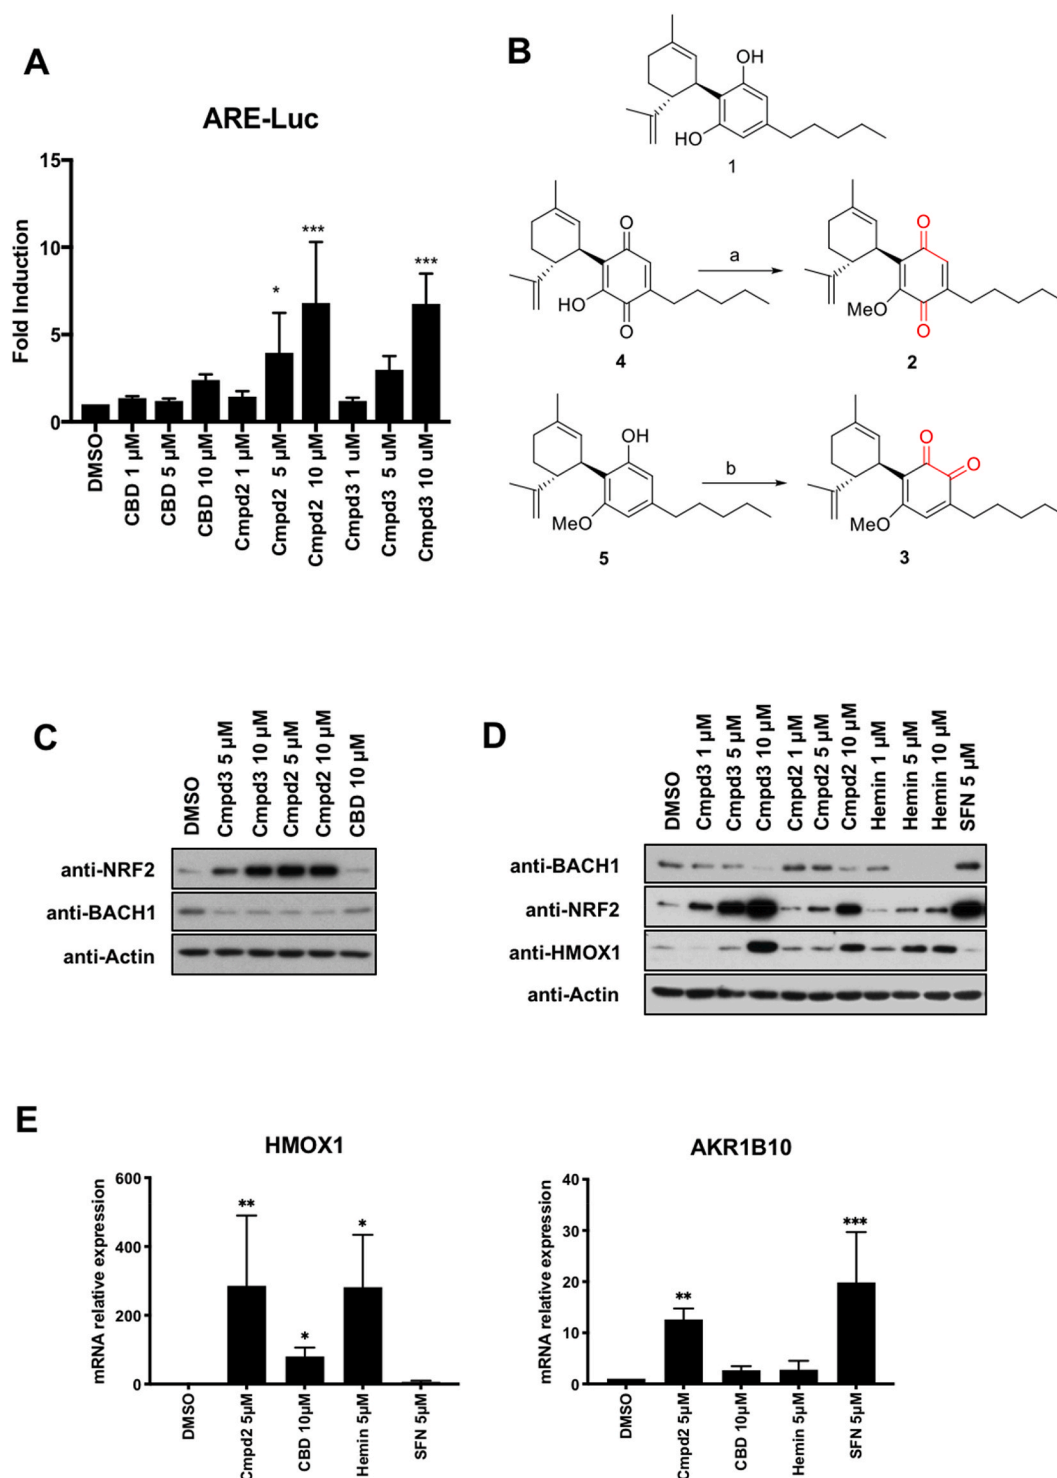 A
ARE-Luc
Fold Induction
15
10
5
0
* *** ***
DMSO
CBD 1 µM
CBD 5 µM
CBD 10 µM
Cmpd2 1 µM
Cmpd2 5 µM
Cmpd2 10 µM
Cmpd3 1 uM
Cmpd3 5 uM
Cmpd3 10 uM
B
OH
HO
1
O
HO
O
4
a
O
MeO
O
2
OH
MeO
5
b
O
O
MeO
3
C
DMSO
Cmpd3 5 µM
Cmpd3 10 µM
Cmpd2 5 µM
Cmpd2 10 µM
CBD 10 µM
anti-NRF2
anti-BACH1
anti-Actin
D
DMSO
Cmpd3 1 µM
Cmpd3 5 µM
Cmpd3 10 µM
Cmpd2 1 µM
Cmpd2 5 µM
Cmpd2 10 µM
Hemin 1 µM
Hemin 5 µM
Hemin 10 µM
SFN 5 µM
anti-BACH1
anti-NRF2
anti-HMOX1
anti-Actin
E
HMOX1
mRNA relative expression
600
400
200
0
** * *
DMSO
Cmpd2 5µM
CBD 10µM
Hemin 5µM
SFN 5µM
AKR1B10
mRNA relative expression
40
30
20
10
0
** ***
DMSO
Cmpd2 5µM
CBD 10µM
Hemin 5µM
SFN 5µM